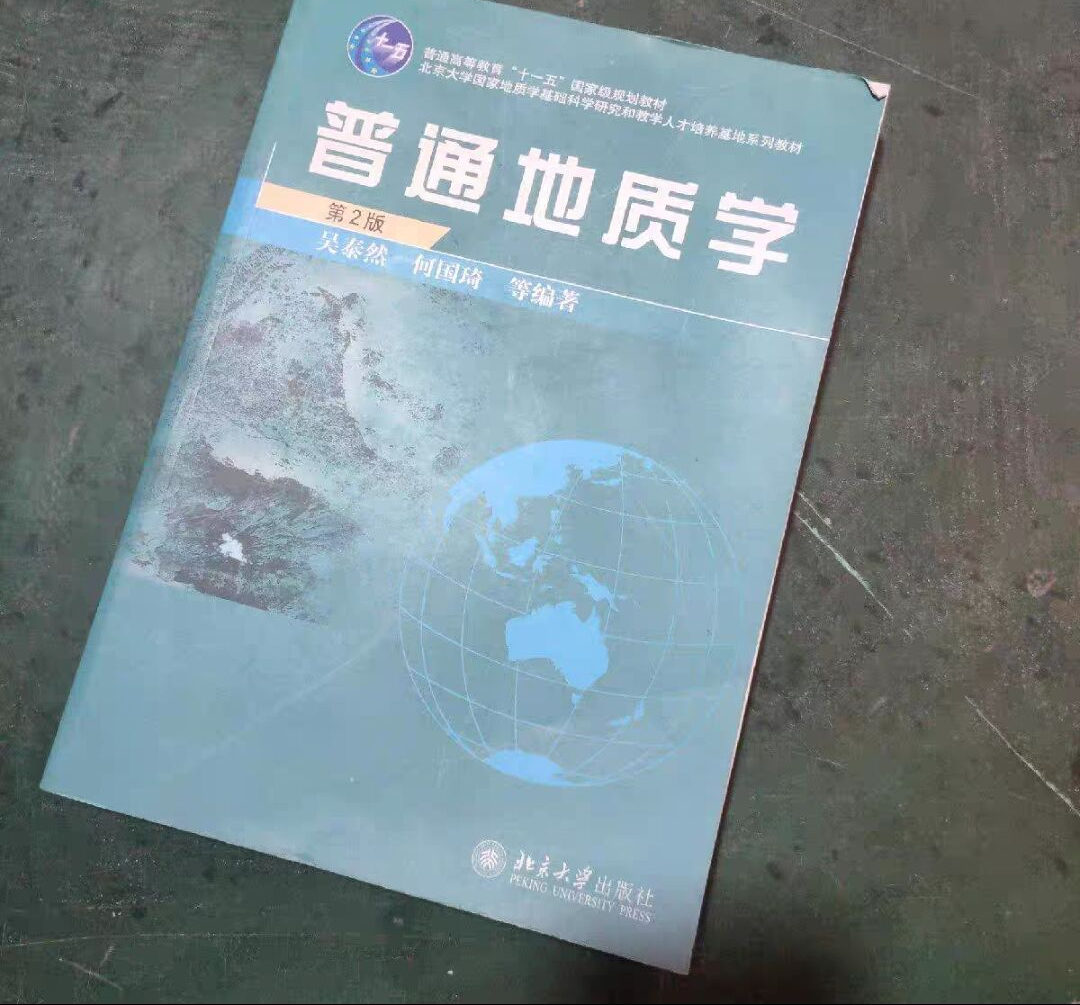 十一五
普通高等教育“十一五”国家级规划教材
北京大学国家地质学基础科学研究和教学人才培养基地系列教材
普通地质学
第2版
吴泰然 何国琦 等编著
北京大学出版社
PEKING UNIVERSITY PRESS